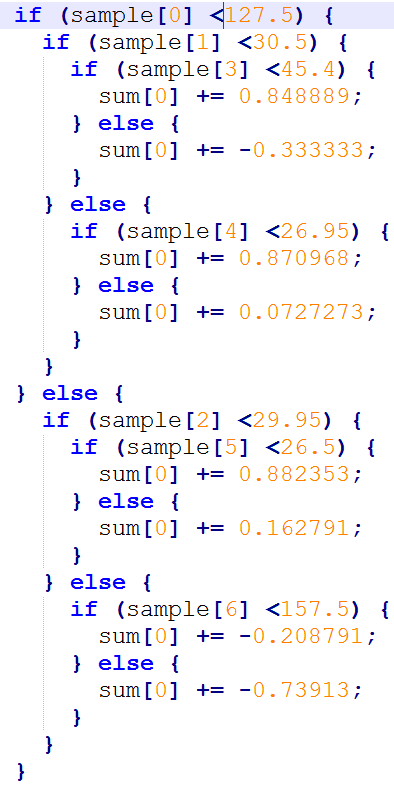 if (sample[0] <127.5) {
  if (sample[1] <30.5) {
    if (sample[3] <45.4) {
      sum[0] += 0.848889;
    } else {
      sum[0] += -0.333333;
    }
  } else {
    if (sample[4] <26.95) {
      sum[0] += 0.870968;
    } else {
      sum[0] += 0.0727273;
    }
  }
} else {
  if (sample[2] <29.95) {
    if (sample[5] <26.5) {
      sum[0] += 0.882353;
    } else {
      sum[0] += 0.162791;
    }
  } else {
    if (sample[6] <157.5) {
      sum[0] += -0.208791;
    } else {
      sum[0] += -0.73913;
    }
  }
}